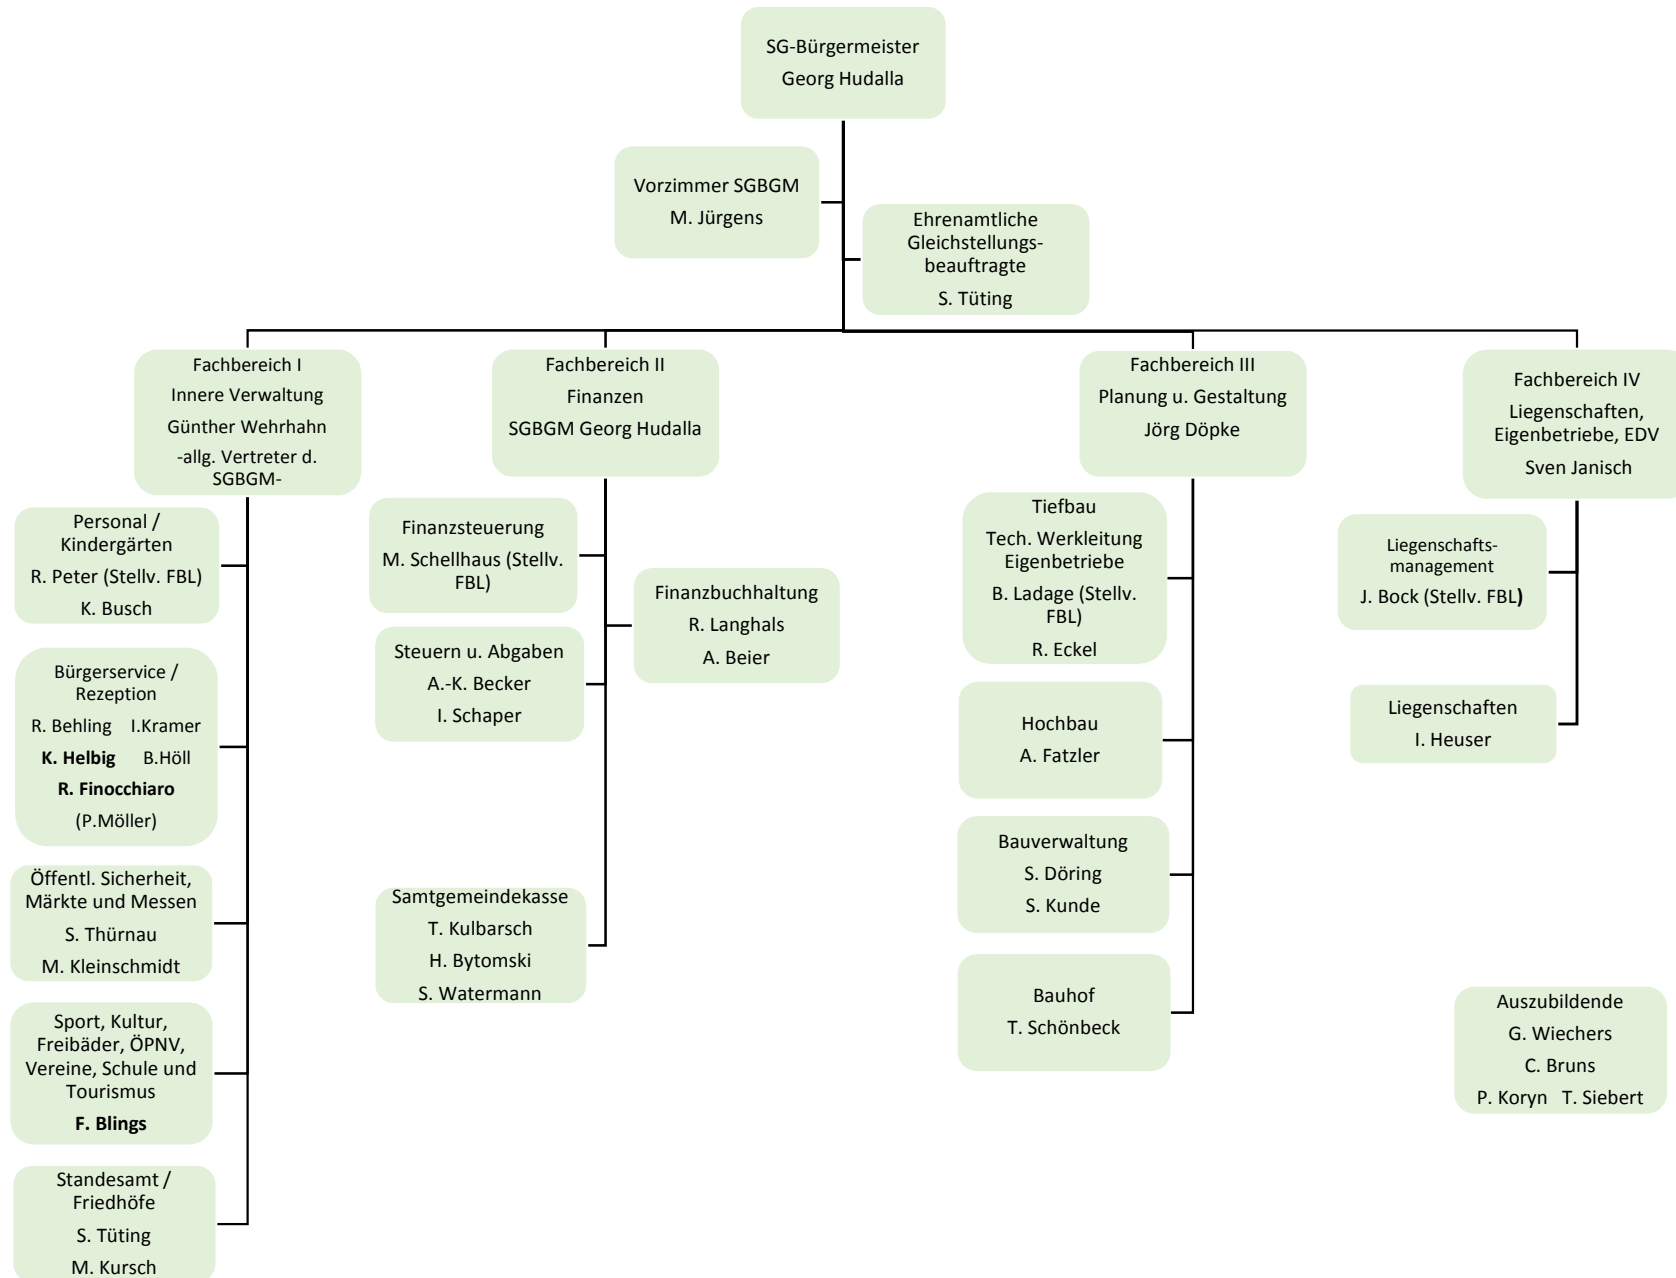 SG-Bürgermeister
Georg Hudalla
Vorzimmer SGBGM
M. Jürgens
Ehrenamtliche
Gleichstellungs-
beauftragte
S. Tüting
Fachbereich I
Innere Verwaltung
Günther Wehrhahn
-allg. Vertreter d.
SGBGM-
Personal /
Kindergärten
R. Peter (Stellv. FBL)
K. Busch
Bürgerservice /
Rezeption
R. Behling I.Kramer
K. Helbig B.Höll
R. Finocchiaro
(P.Möller)
Öffentl. Sicherheit,
Märkte und Messen
S. Thürnau
M. Kleinschmidt
Sport, Kultur,
Freibäder, ÖPNV,
Vereine, Schule und
Tourismus
F. Blings
Standesamt /
Friedhöfe
S. Tüting
M. Kursch
Fachbereich II
Finanzen
SGBGM Georg Hudalla
Finanzsteuerung
M. Schellhaus (Stellv.
FBL)
Finanzbuchhaltung
R. Langhals
A. Beier
Steuern u. Abgaben
A.-K. Becker
I. Schaper
Samtgemeindekasse
T. Kulbarsch
H. Bytomski
S. Watermann
Fachbereich III
Planung u. Gestaltung
Jörg Döpke
Tiefbau
Tech. Werkleitung
Eigenbetriebe
B. Ladage (Stellv.
FBL)
R. Eckel
Hochbau
A. Fatzler
Bauverwaltung
S. Döring
S. Kunde
Bauhof
T. Schönbeck
Fachbereich IV
Liegenschaften,
Eigenbetriebe, EDV
Sven Janisch
Liegenschafts-
management
J. Bock (Stellv. FBL)
Liegenschaften
I. Heuser
Auszubildende
G. Wiechers
C. Bruns
P. Koryn T. Siebert